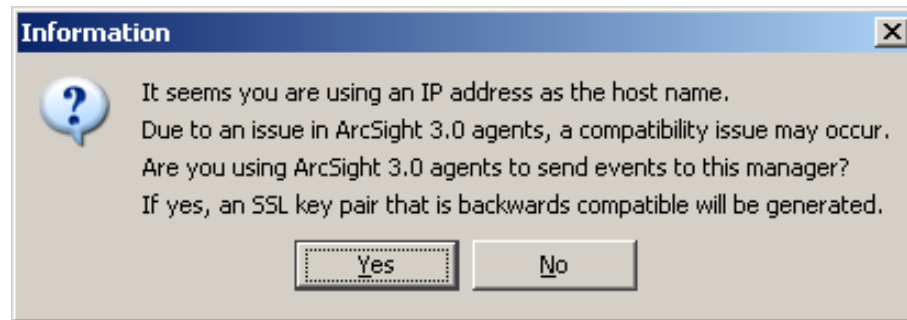 Information
It seems you are using an IP address as the host name.
Due to an issue in ArcSight 3.0 agents, a compatibility issue may occur.
Are you using ArcSight 3.0 agents to send events to this manager?
If yes, an SSL key pair that is backwards compatible will be generated.
Yes No